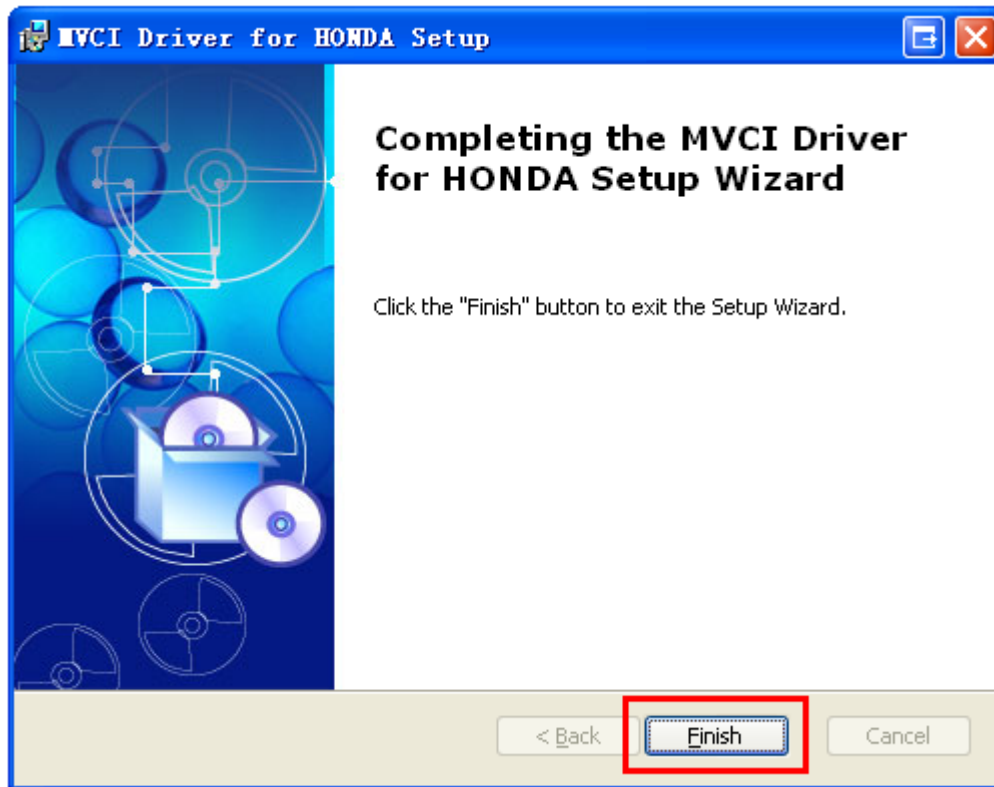 MVCI Driver for HONDA Setup
Completing the MVCI Driver
for HONDA Setup Wizard
Click the "Finish" button to exit the Setup Wizard.
< Back
Finish
Cancel